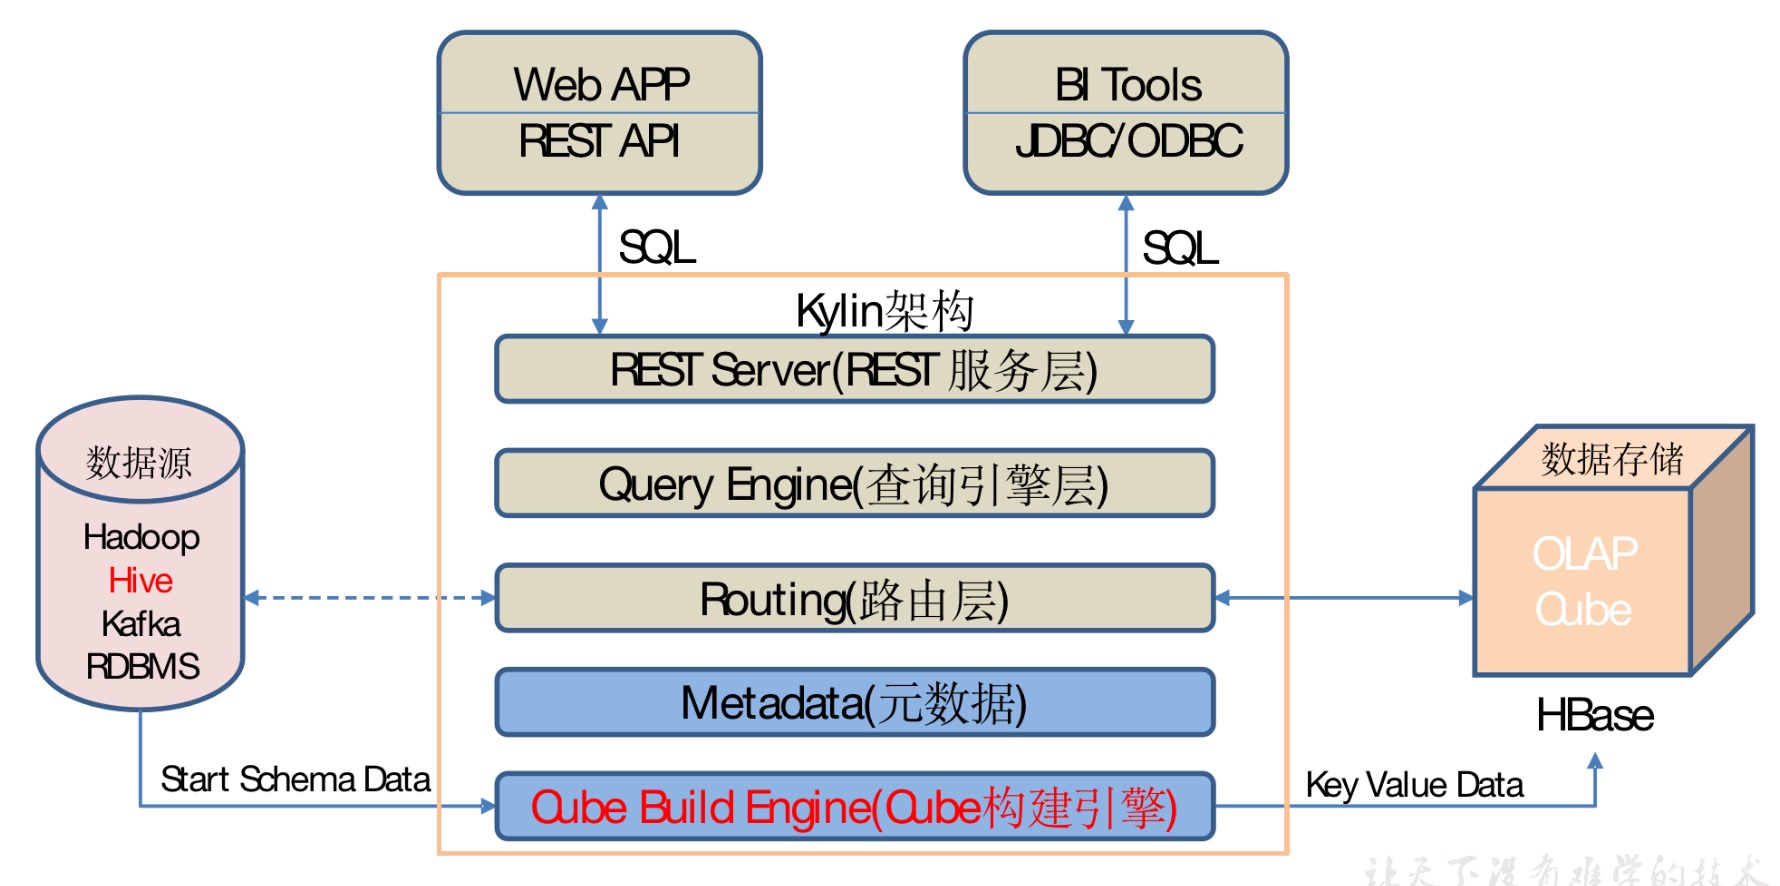 Web APP
REST API
BI Tools
JDBC/ODBC
SQL
SQL
Kylin架构
REST Server(REST 服务层)
Query Engine(查询引擎层)
Routing(路由层)
Metadata(元数据)
Cube Build Engine(Cube构建引擎)
数据源
Hadoop
Hive
Kafka
RDBMS
Start Schema Data
数据存储
OLAP
Cube
HBase
Key Value Data
让天下没有难学的技术